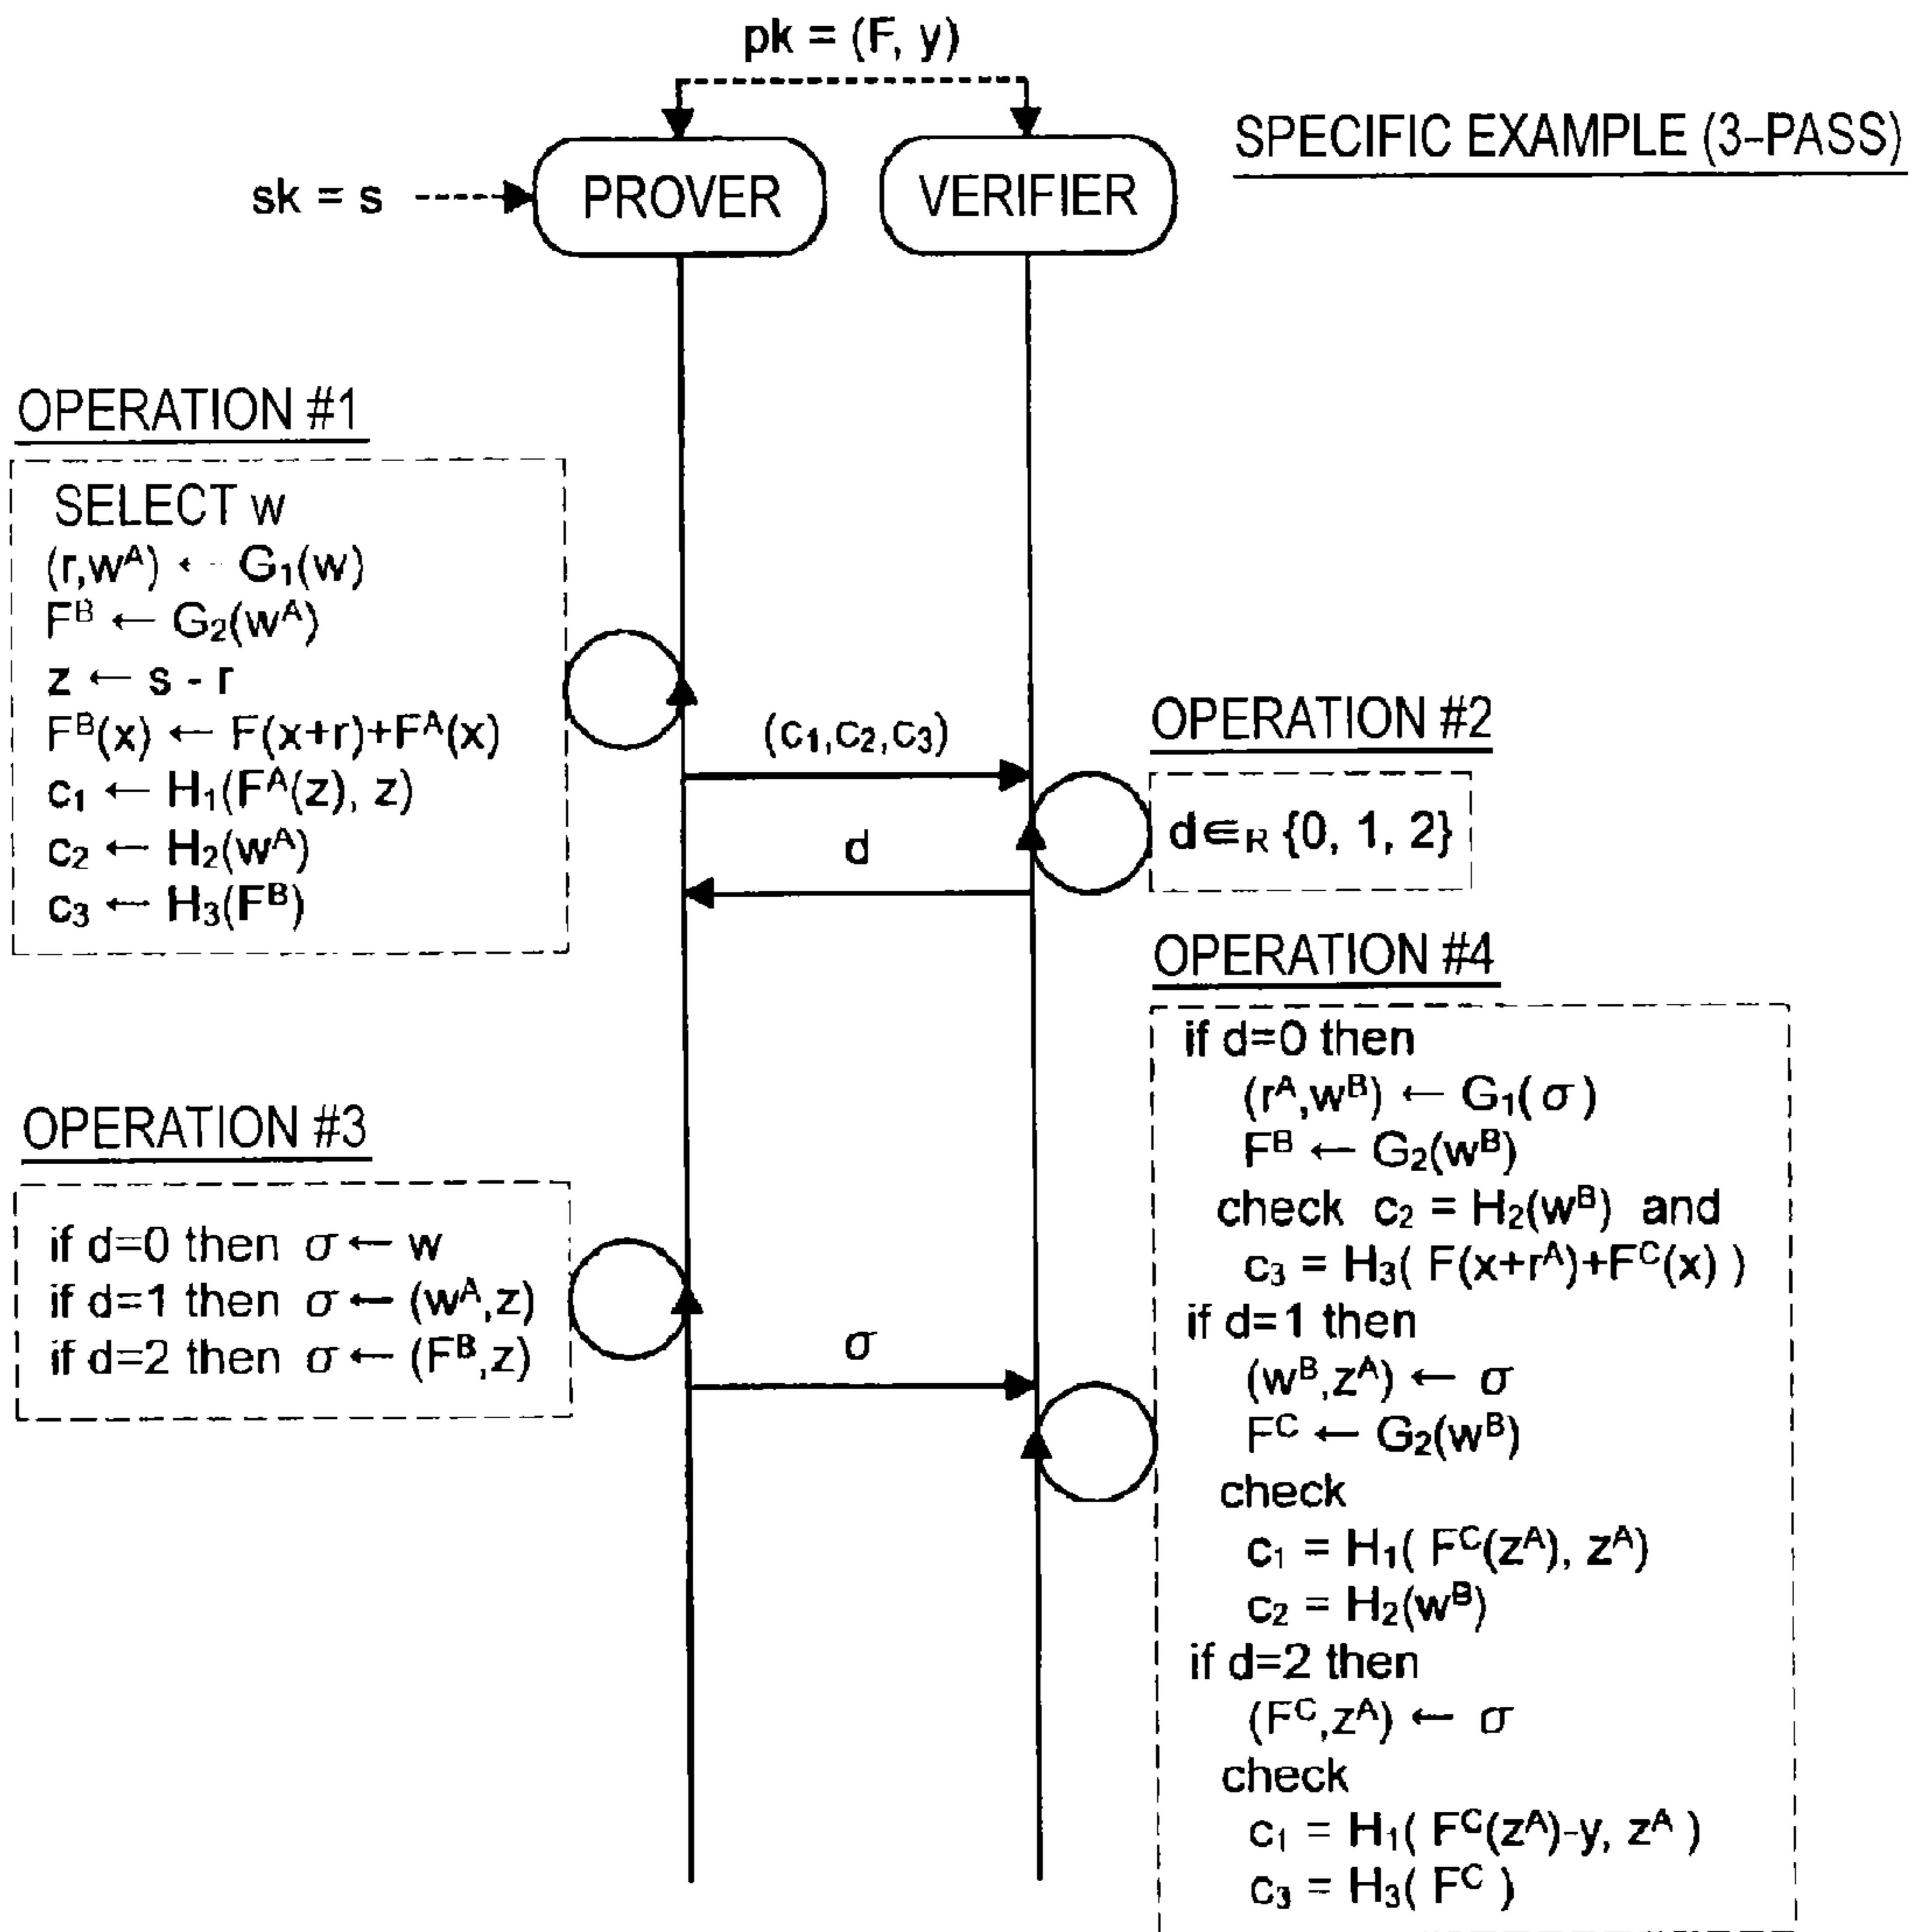 pk = (F, y)
SPECIFIC EXAMPLE (3-PASS)
sk = s
PROVER
VERIFIER
OPERATION #1
SELECT w
(r,wᴬ) ← G₁(w)
Fᴮ ← G₂(wᴬ)
z ← s - r
Fᴮ(x) ← F(x+r)+Fᴬ(x)
c₁ ← H₁(Fᴬ(z), z)
c₂ ← H₂(wᴬ)
c₃ ← H₃(Fᴮ)
(c₁,c₂,c₃)
OPERATION #2
d∈ᵣ {0, 1, 2}
d
OPERATION #3
if d=0 then σ ← w
if d=1 then σ ← (wᴬ,z)
if d=2 then σ ← (Fᴮ,z)
σ
OPERATION #4
if d=0 then
(rᴬ,wᴮ) ← G₁(σ)
Fᴮ ← G₂(wᴮ)
check c₂ = H₂(wᴮ) and
c₃ = H₃( F(x+rᴬ)+Fᶜ(x) )
if d=1 then
(wᴮ,zᴬ) ← σ
Fᶜ ← G₂(wᴮ)
check
c₁ = H₁( Fᶜ(zᴬ), zᴬ)
c₂ = H₂(wᴮ)
if d=2 then
(Fᶜ,zᴬ) ← σ
check
c₁ = H₁( Fᶜ(zᴬ)-y, zᴬ )
c₃ = H₃( Fᶜ )